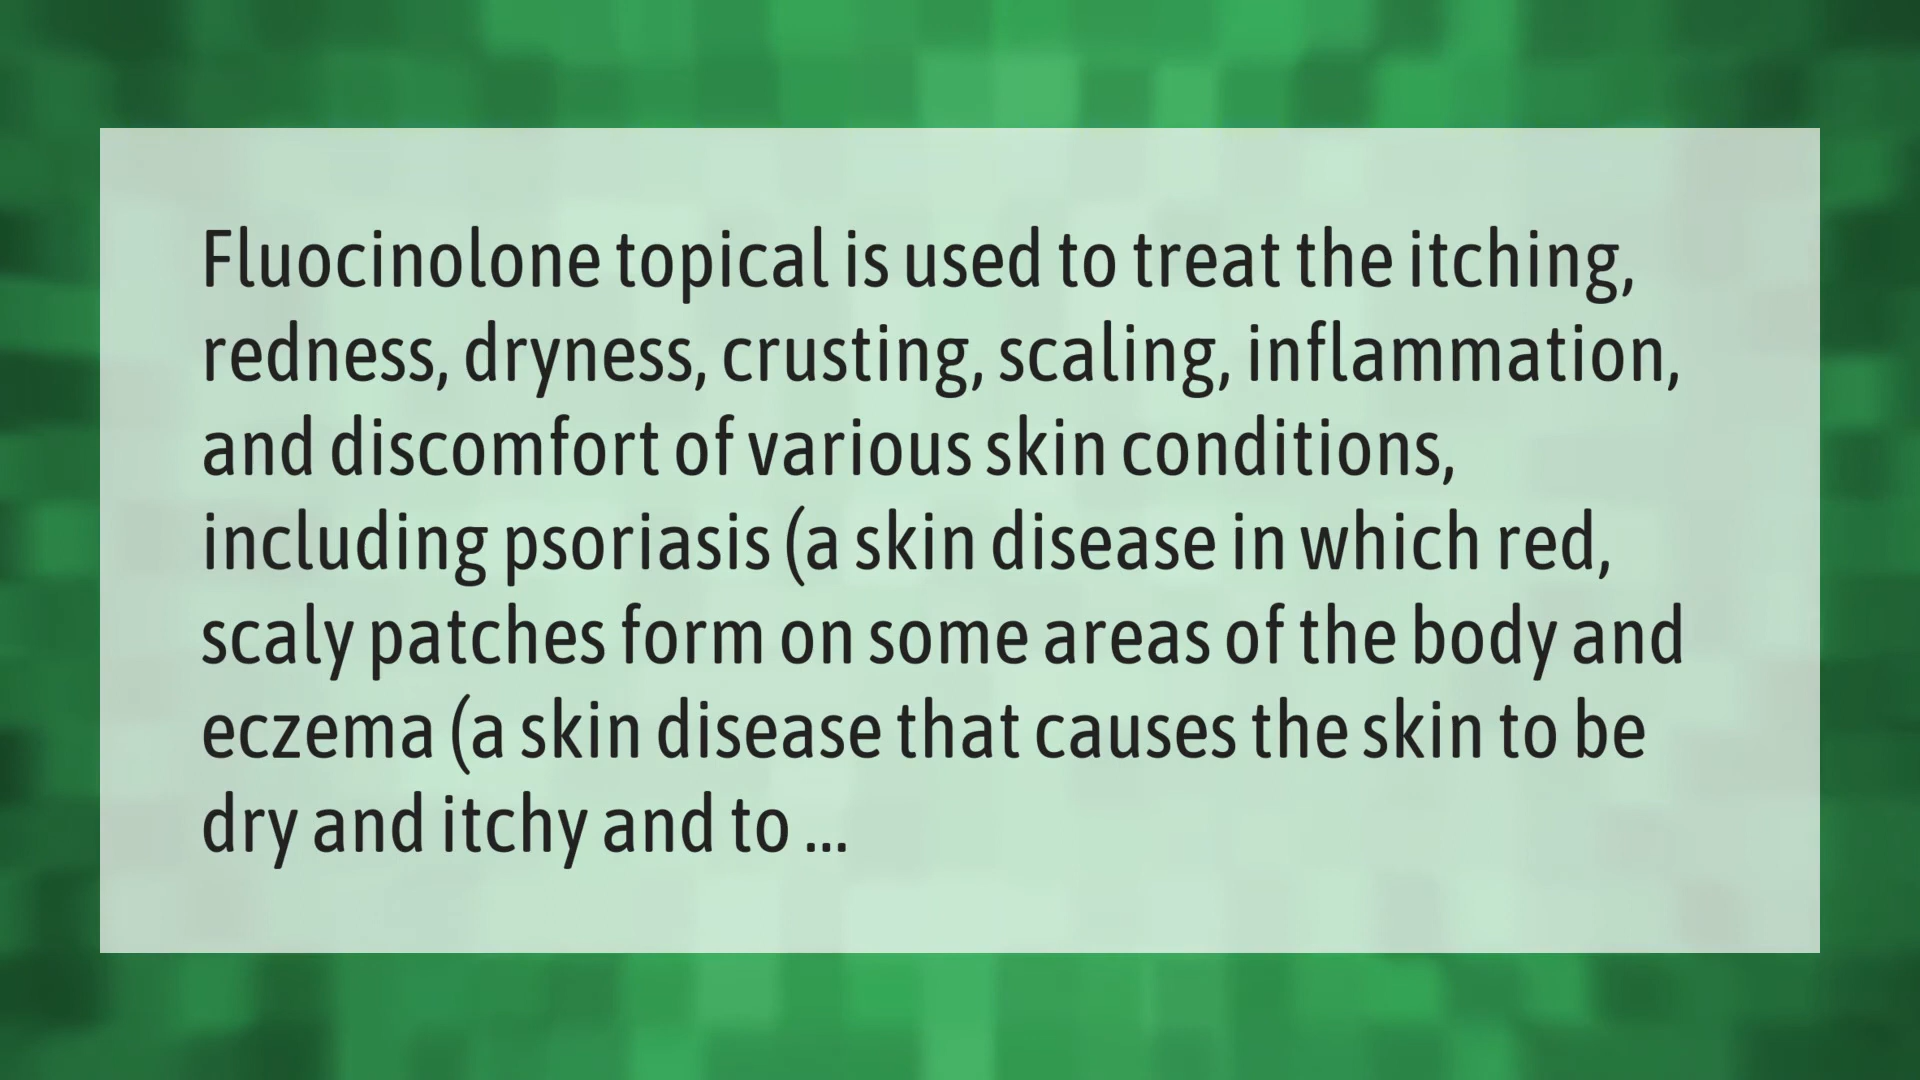 Fluocinolone topical is used to treat the itching,
redness, dryness, crusting, scaling, inflammation,
and discomfort of various skin conditions,
including psoriasis (a skin disease in which red,
scaly patches form on some areas of the body and
eczema (a skin disease that causes the skin to be
dry and itchy and to ...